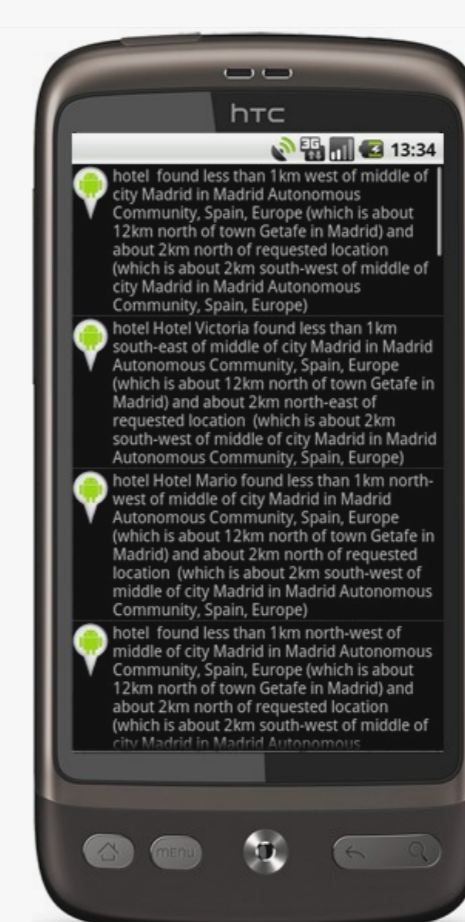 htc
3G
13:34
hotel  found less than 1km west of middle of
city Madrid in Madrid Autonomous
Community, Spain, Europe (which is about
12km north of town Getafe in Madrid) and
about 2km north of requested location
(which is about 2km south-west of middle of
city Madrid in Madrid Autonomous
Community, Spain, Europe)
hotel Hotel Victoria found less than 1km
south-east of middle of city Madrid in Madrid
Autonomous Community, Spain, Europe
(which is about 12km north of town Getafe in
Madrid) and about 2km north-east of
requested location  (which is about 2km
south-west of middle of city Madrid in Madrid
Autonomous Community, Spain, Europe)
hotel Hotel Mario found less than 1km north-
west of middle of city Madrid in Madrid
Autonomous Community, Spain, Europe
(which is about 12km north of town Getafe in
Madrid) and about 2km north of requested
location  (which is about 2km south-west of
middle of city Madrid in Madrid Autonomous
Community, Spain, Europe)
hotel  found less than 1km north-west of
middle of city Madrid in Madrid Autonomous
Community, Spain, Europe (which is about
12km north of town Getafe in Madrid) and
about 2km north of requested location
(which is about 2km south-west of middle of
city Madrid in Madrid Autonomous
menu